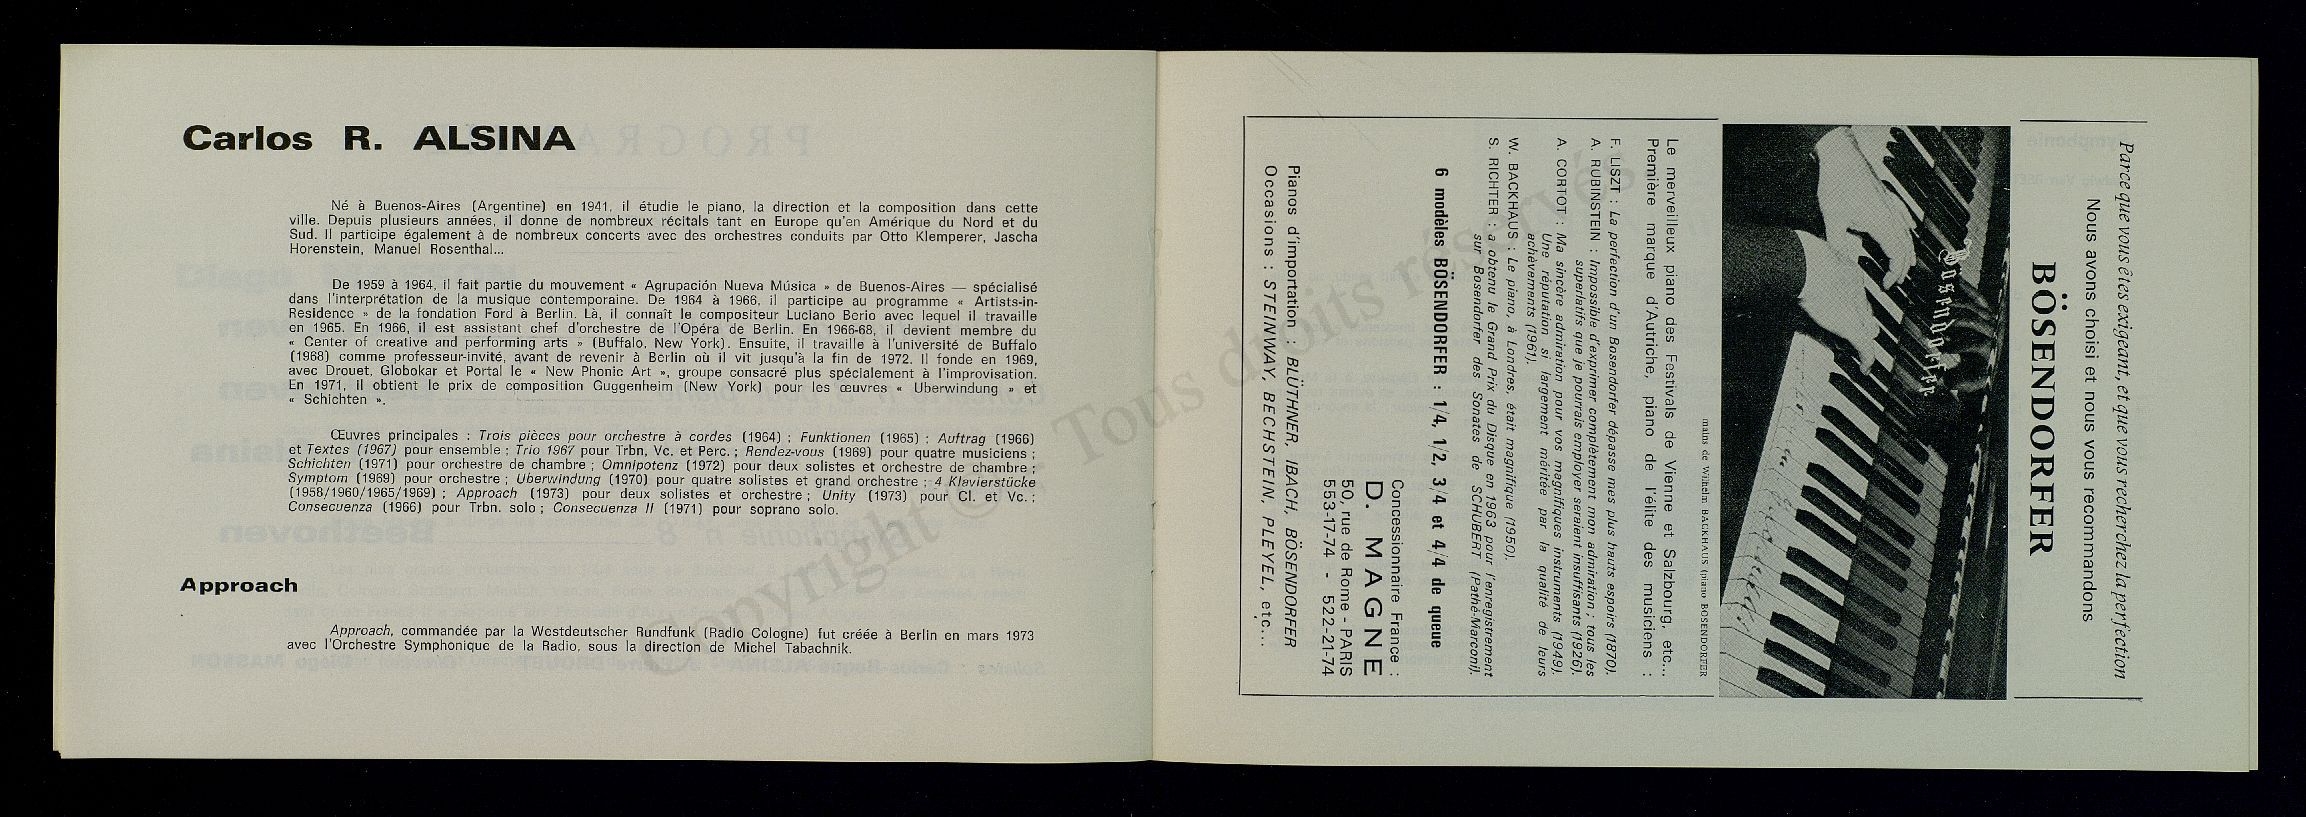 Carlos R. ALSINA
Né à Buenos-Aires (Argentine) en 1941, il étudie le piano, la direction et la composition dans cette
ville. Depuis plusieurs années, il donne de nombreux récitals tant en Europe qu'en Amérique du Nord et du
Sud. Il participe également à de nombreux concerts avec des orchestres conduits par Otto Klemperer, Jascha
Horenstein, Manuel Rosenthal...
De 1959 à 1964, il fait partie du mouvement « Agrupación Nueva Música » de Buenos-Aires — spécialisé
dans l'interprétation de la musique contemporaine. De 1964 à 1966, il participe au programme « Artists-in-
Residence » de la fondation Ford à Berlin. Là, il connaît le compositeur Luciano Berio avec lequel il travaille
en 1965. En 1966, il est assistant chef d'orchestre de l'Opéra de Berlin. En 1966-68, il devient membre du
« Center of creative and performing arts » (Buffalo, New York). Ensuite, il travaille à l'université de Buffalo
(1968) comme professeur-invité, avant de revenir à Berlin où il vit jusqu'à la fin de 1972. Il fonde en 1969,
avec Drouet, Globokar et Portal le « New Phonic Art », groupe consacré plus spécialement à l'improvisation.
En 1971, il obtient le prix de composition Guggenheim (New York) pour les œuvres « Uberwindung » et
« Schichten ».
Œuvres principales : Trois pièces pour orchestre à cordes (1964) ; Funktionen (1965) ; Auftrag (1966)
et Textes (1967) pour ensemble ; Trio 1967 pour Trbn, Vc. et Perc. ; Rendez-vous (1969) pour quatre musiciens ;
Schichten (1971) pour orchestre de chambre ; Omnipotenz (1972) pour deux solistes et orchestre de chambre ;
Symptom (1969) pour orchestre ; Uberwindung (1970) pour quatre solistes et grand orchestre ; 4 Klavierstücke
(1958/1960/1965/1969) ; Approach (1973) pour deux solistes et orchestre ; Unity (1973) pour Cl. et Vc. ;
Consecuenza (1966) pour Trbn. solo ; Consecuenza II (1971) pour soprano solo.
Approach
Approach, commandée par la Westdeutscher Rundfunk (Radio Cologne) fut créée à Berlin en mars 1973
avec l'Orchestre Symphonique de la Radio, sous la direction de Michel Tabachnik.
Parce que vous êtes exigeant, et que vous recherchez la perfection
Nous avons choisi et nous vous recommandons
BÖSENDORFER
Bosendorfer
mains de Wilhelm BACKHAUS (piano BOSENDORFER
Le merveilleux piano des Festivals de Vienne et Salzbourg, etc...
Première marque d'Autriche, piano de l'élite des musiciens :
F. LISZT : La perfection d'un Bosendorfer dépasse mes plus hauts espoirs (1870).
A. RUBINSTEIN : Impossible d'exprimer complètement mon admiration ; tous les
superlatifs que je pourrais employer seraient insuffisants (1926).
A. CORTOT : Ma sincère admiration pour vos magnifiques instruments (1949).
Une réputation si largement méritée par la qualité de leurs
achèvements (1961).
W. BACKHAUS : Le piano, à Londres, était magnifique (1950).
S. RICHTER : a obtenu le Grand Prix du Disque en 1963 pour l'enregistrement
sur Bosendorfer des Sonates de SCHUBERT (Pathé-Marconi).
6 modèles BÖSENDORFER : 1/4, 1/2, 3/4 et 4/4 de queue
Concessionnaire France :
D. MAGNE
50, rue de Rome - PARIS
553-17-74 - 522-21-74
Pianos d'importation : BLÜTHNER, IBACH, BÖSENDORFER
Occasions : STEINWAY, BECHSTEIN, PLEYEL, etc...
Copyright © - Tous droits réservés